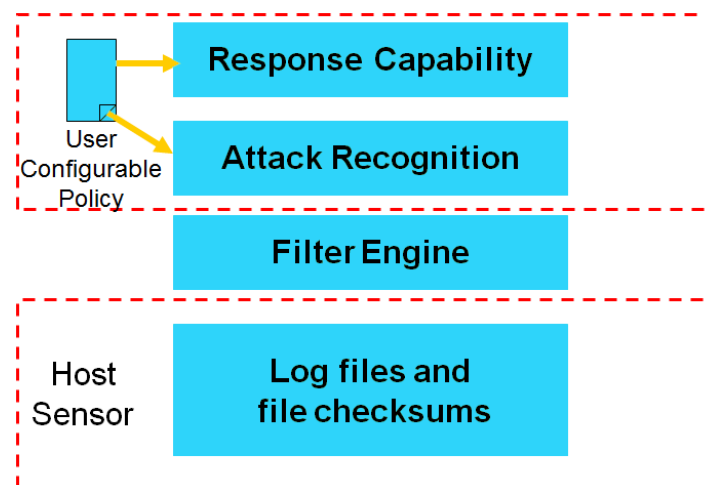 Response Capability
User
Configurable
Policy
Attack Recognition
Filter Engine
Host
Sensor
Log files and
file checksums